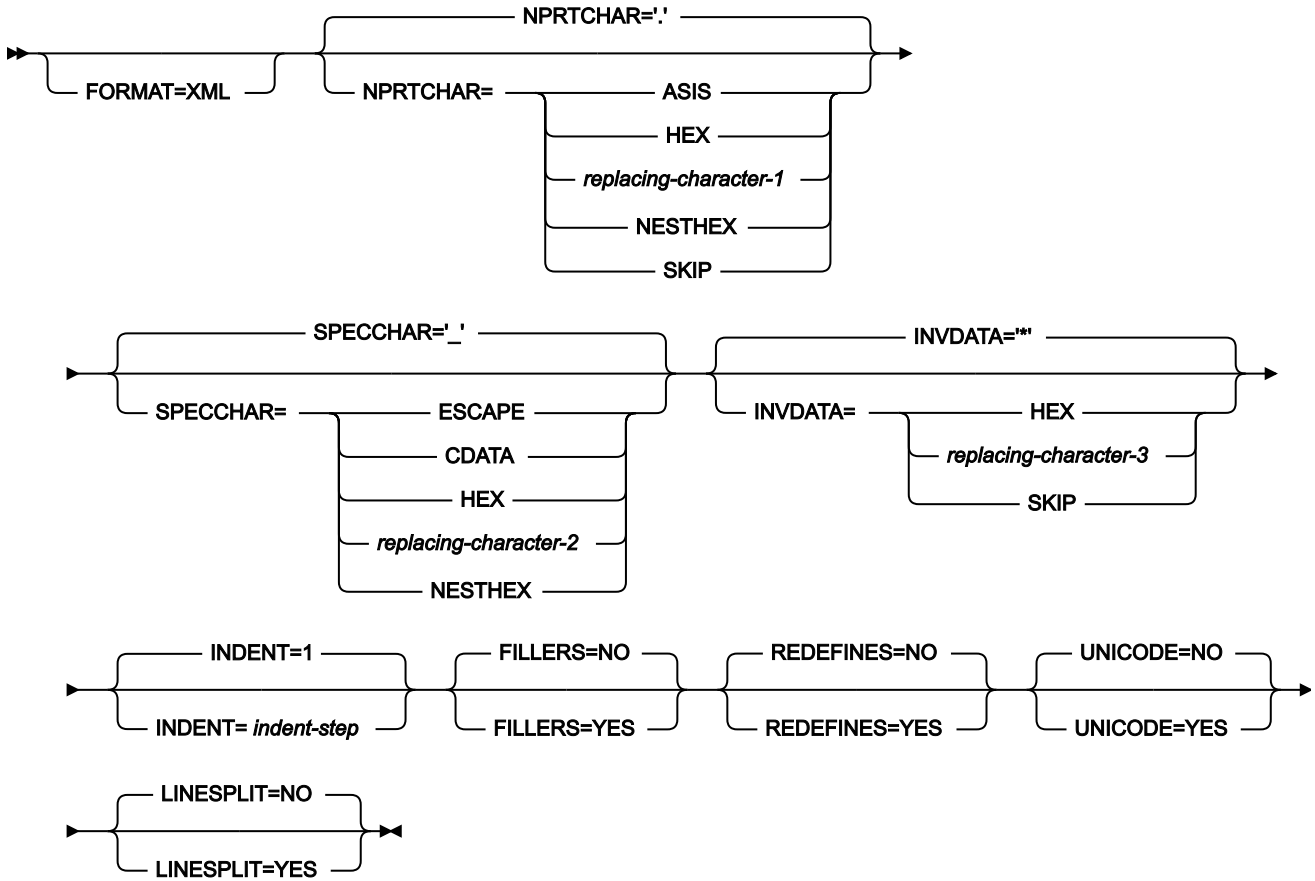 NPRTCHAR='.'
FORMAT=XML
NPRTCHAR=
ASIS
HEX
replacing-character-1
NESTHEX
SKIP
SPECCHAR='_'
SPECCHAR=
ESCAPE
CDATA
HEX
replacing-character-2
NESTHEX
INVDATA='*'
INVDATA=
HEX
replacing-character-3
SKIP
INDENT=1
INDENT= indent-step
FILLERS=NO
FILLERS=YES
REDEFINES=NO
REDEFINES=YES
UNICODE=NO
UNICODE=YES
LINESPLIT=NO
LINESPLIT=YES